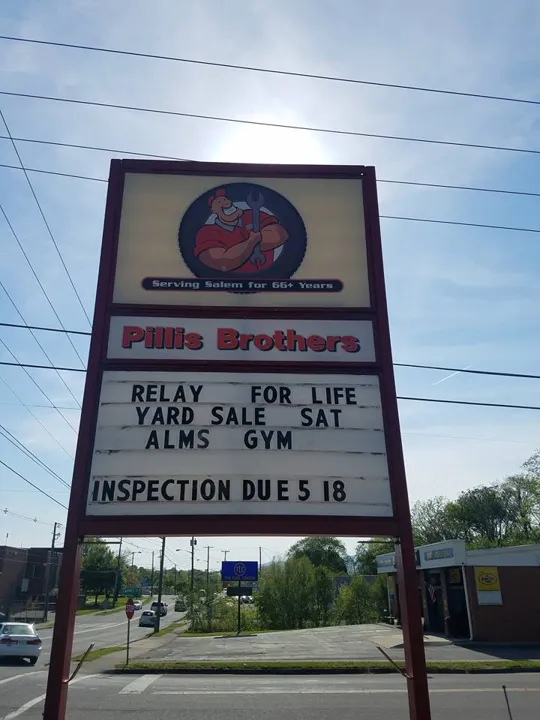 Serving Salem for 66+ Years
Pillis Brothers
RELAY FOR LIFE
YARD SALE SAT
ALMS GYM
INSPECTION DUE 5 18